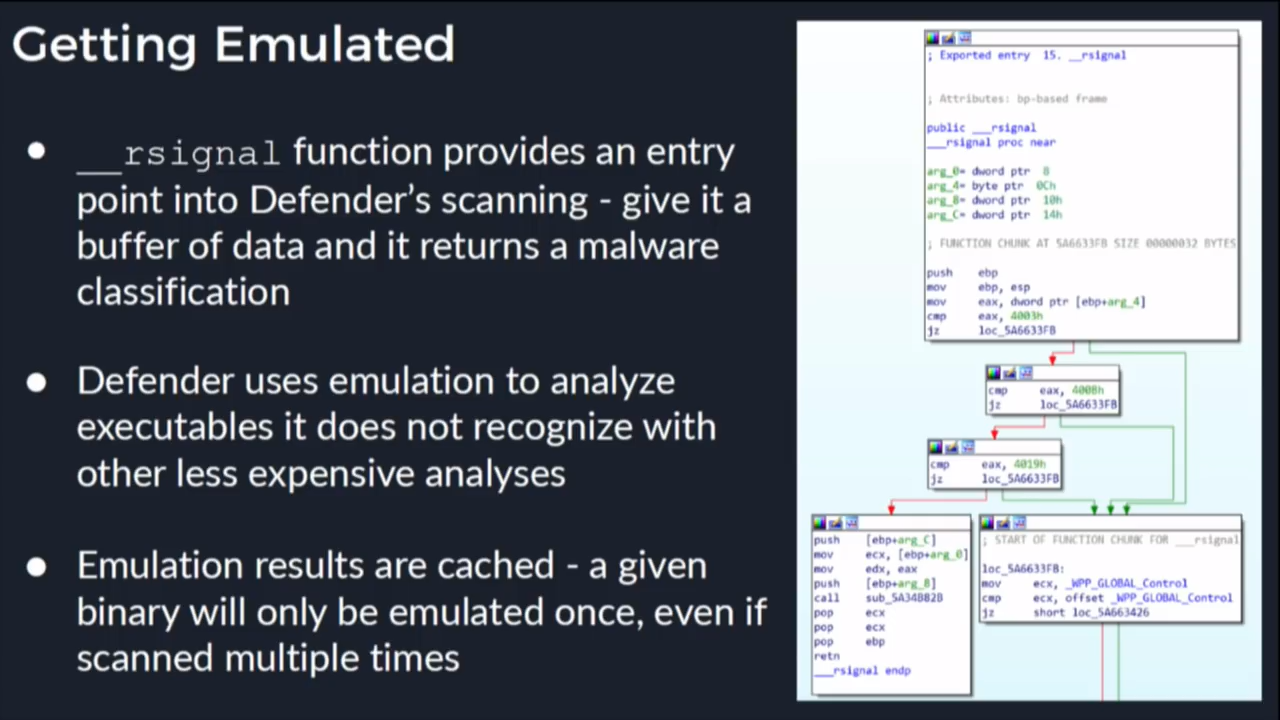 Getting Emulated
● __rsignal function provides an entry
point into Defender’s scanning - give it a
buffer of data and it returns a malware
classification
● Defender uses emulation to analyze
executables it does not recognize with
other less expensive analyses
● Emulation results are cached - a given
binary will only be emulated once, even if
scanned multiple times
; Exported entry 15. __rsignal
; Attributes: bp-based frame
public ___rsignal
___rsignal proc near
arg_0= dword ptr 8
arg_4= byte ptr 0Ch
arg_8= dword ptr 10h
arg_C= dword ptr 14h
; FUNCTION CHUNK AT 5A6633FB SIZE 00000032 BYTES
push ebp
mov ebp, esp
mov eax, dword ptr [ebp+arg_4]
cmp eax, 4003h
jz loc_5A6633FB
cmp eax, 400Bh
jz loc_5A6633FB
cmp eax, 4019h
jz loc_5A6633FB
push [ebp+arg_C]
mov ecx, [ebp+arg_0]
mov edx, eax
push [ebp+arg_8]
call sub_5A34B82B
pop ecx
pop ecx
pop ebp
retn
___rsignal endp
; START OF FUNCTION CHUNK FOR ___rsignal
loc_5A6633FB:
mov ecx, _WPP_GLOBAL_Control
cmp ecx, offset _WPP_GLOBAL_Control
jz short loc_5A663426